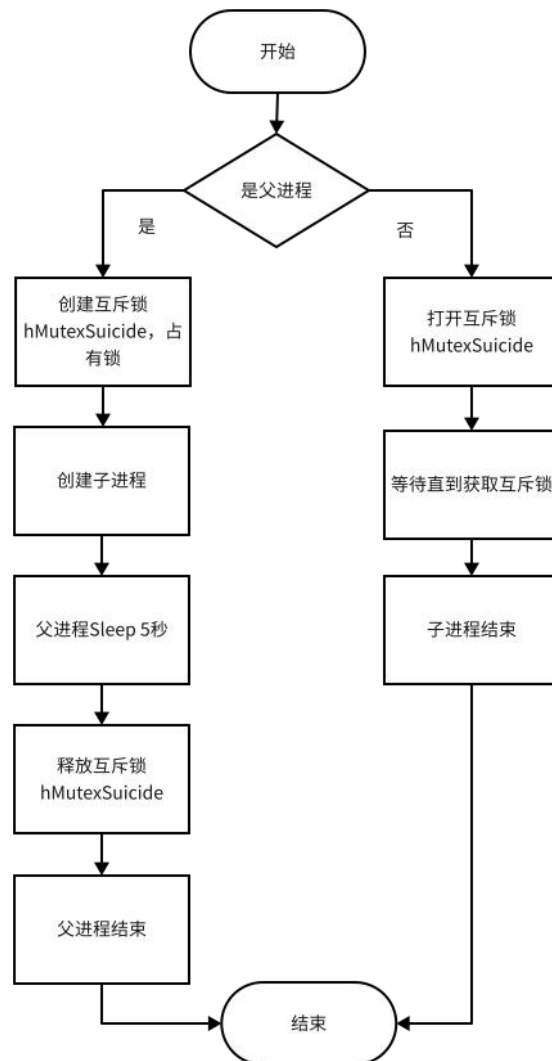 开始
是父进程
是
否
创建互斥锁
hMutexSuicide，占
有锁
打开互斥锁
hMutexSuicide
创建子进程
等待直到获取互斥锁
父进程Sleep 5秒
子进程结束
释放互斥锁
hMutexSuicide
父进程结束
结束